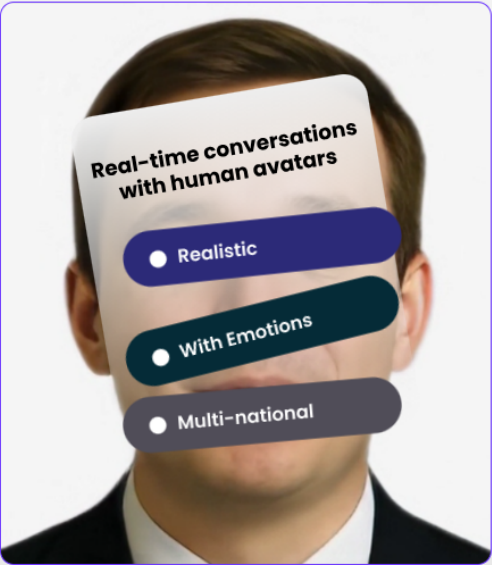 Real-time conversations
with human avatars
Realistic
With Emotions
Multi-national